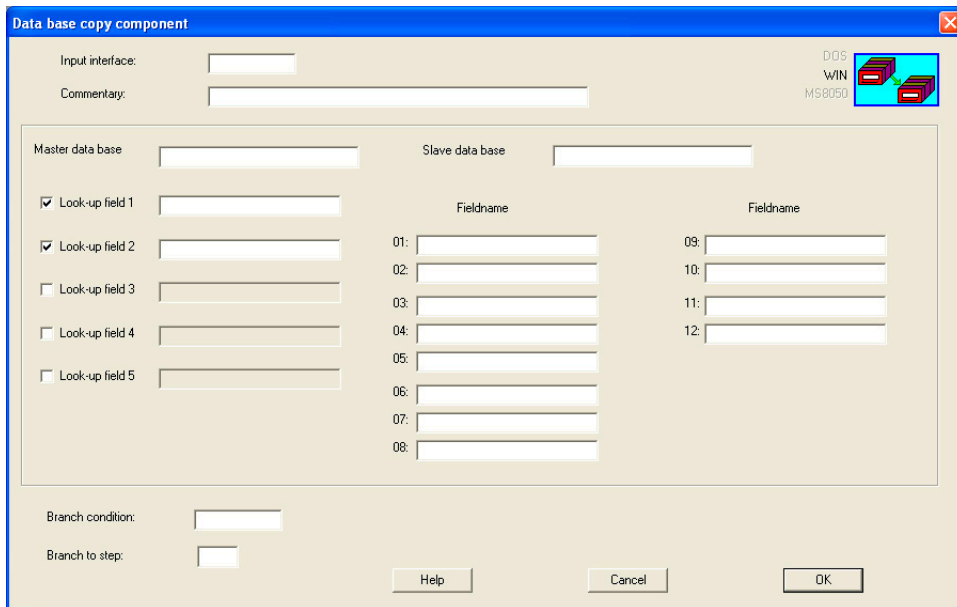 Data base copy component
Input interface:
DOS
WIN
Commentary:
MS8050
Master data base
Slave data base
Look-up field 1
Fieldname
Fieldname
Look-up field 2
01:
09:
02:
10:
Look-up field 3
03:
11:
Look-up field 4
04:
12:
05:
Look-up field 5
06:
07:
08:
Branch condition:
Branch to step:
Help
Cancel
OK